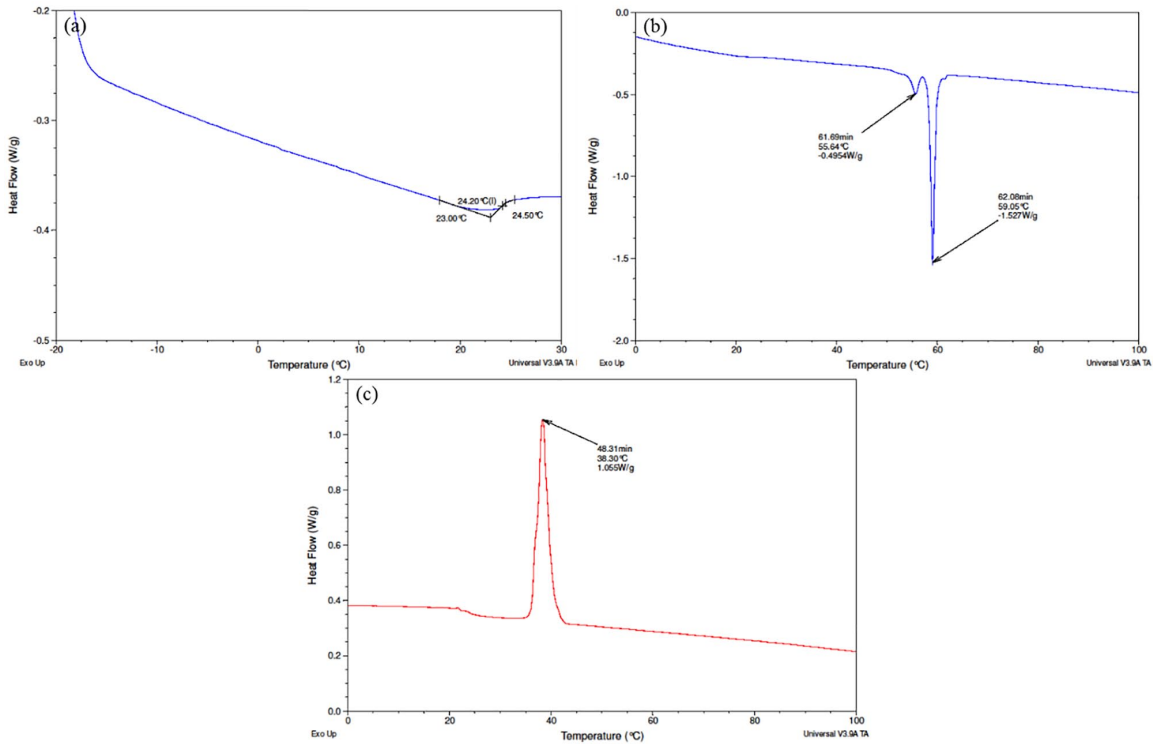 (a)
Heat Flow (W/g)
-0.2
-0.3
-0.4
-0.5
24.20°C(I)
23.00°C
24.50°C
-20
-10
0
10
20
30
Exo Up
Temperature (°C)
Universal V3.9A TA I
(b)
Heat Flow (W/g)
0.0
-0.5
-1.0
-1.5
-2.0
61.69min
55.64°C
-0.4954W/g
62.08min
59.05°C
-1.527W/g
0
20
40
60
80
100
Exo Up
Temperature (°C)
Universal V3.9A TA
(c)
Heat Flow (W/g)
1.2
1.0
0.8
0.6
0.4
0.2
0.0
48.31min
38.30°C
1.055W/g
0
20
40
60
80
100
Exo Up
Temperature (°C)
Universal V3.9A TA